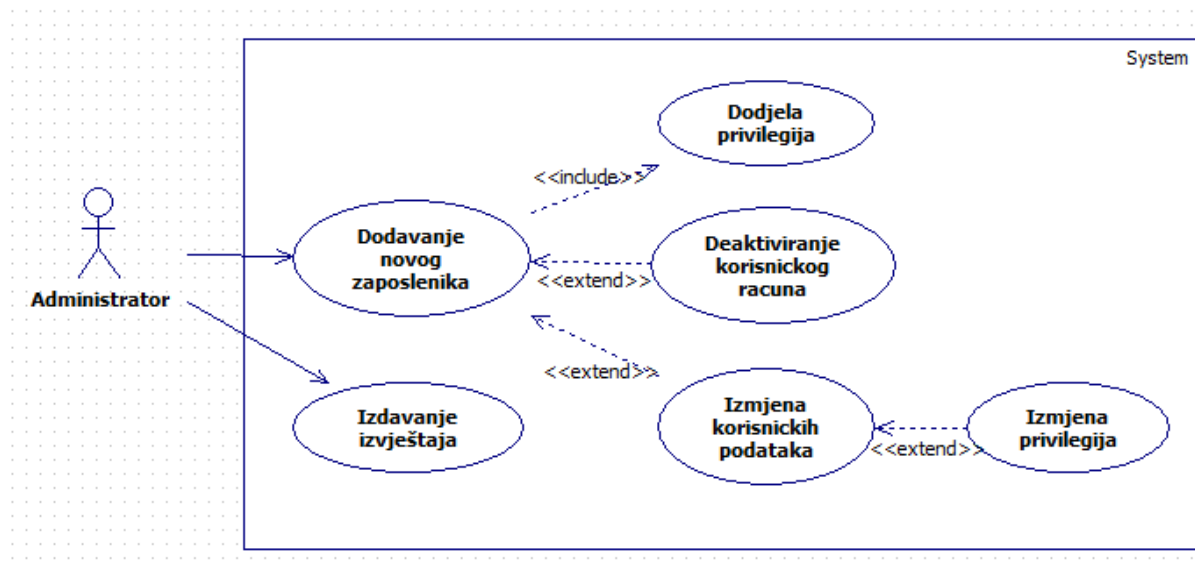 System
Dodjela
privilegija
<<include>>
Dodavanje
novog
zaposlenika
Deaktiviranje
korisnickog
racuna
<<extend>>
Administrator
<<extend>>
Izdavanje
izvještaja
Izmjena
korisnickih
podataka
<<extend>>
Izmjena
privilegija